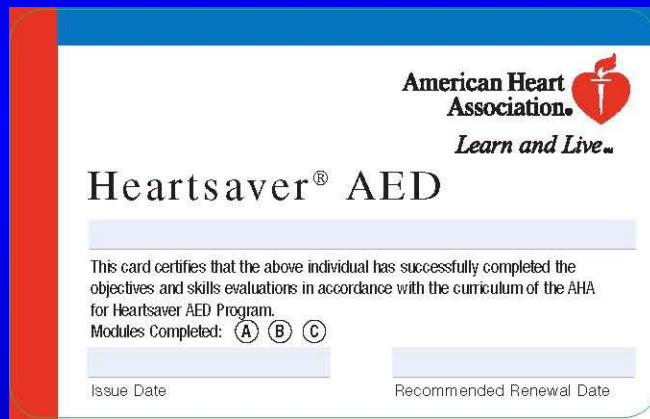 American Heart
Association®
Learn and Live℠
Heartsaver® AED
This card certifies that the above individual has successfully completed the
objectives and skills evaluations in accordance with the curriculum of the AHA
for Heartsaver AED Program.
Modules Completed: Ⓐ Ⓑ Ⓒ
Issue Date
Recommended Renewal Date